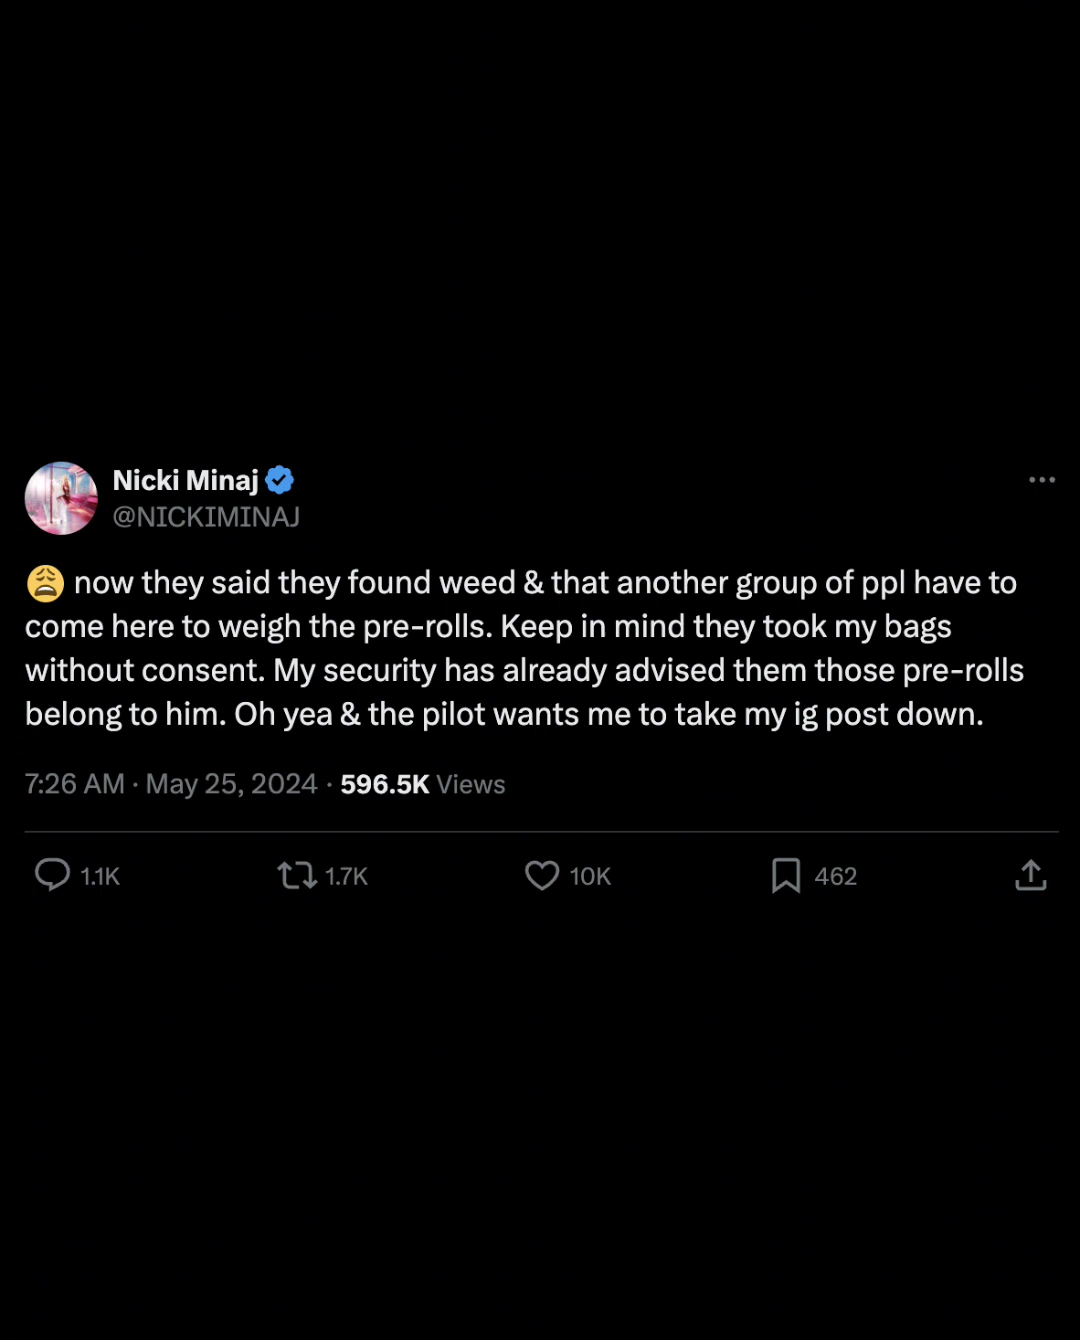 Nicki Minaj
@NICKIMINAJ
😩 now they said they found weed & that another group of ppl have to
come here to weigh the pre-rolls. Keep in mind they took my bags
without consent. My security has already advised them those pre-rolls
belong to him. Oh yea & the pilot wants me to take my ig post down.
7:26 AM · May 25, 2024 · 596.5K Views
1.1K 1.7K 10K 462